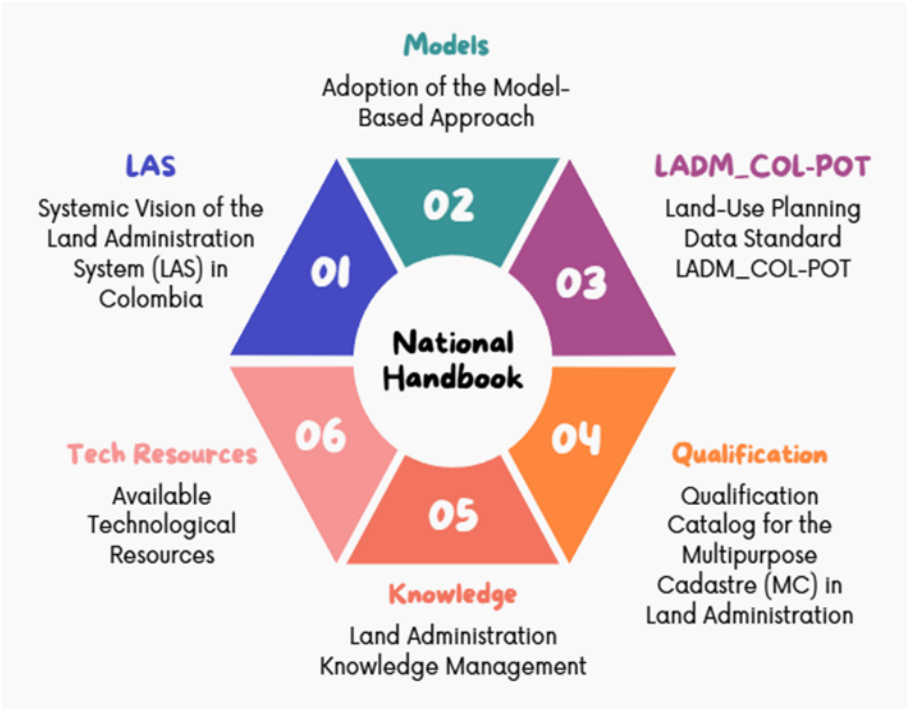 LAS
Systemic Vision of the
Land Administration
System (LAS) in
Colombia
01
Models
Adoption of the Model-
Based Approach
02
LADM_COL-POT
Land-Use Planning
Data Standard
LADM_COL-POT
03
National
Handbook
Qualification
Qualification
Catalog for the
Multipurpose
Cadastre (MC) in
Land Administration
04
Knowledge
Land Administration
Knowledge Management
05
Tech Resources
Available
Technological
Resources
06